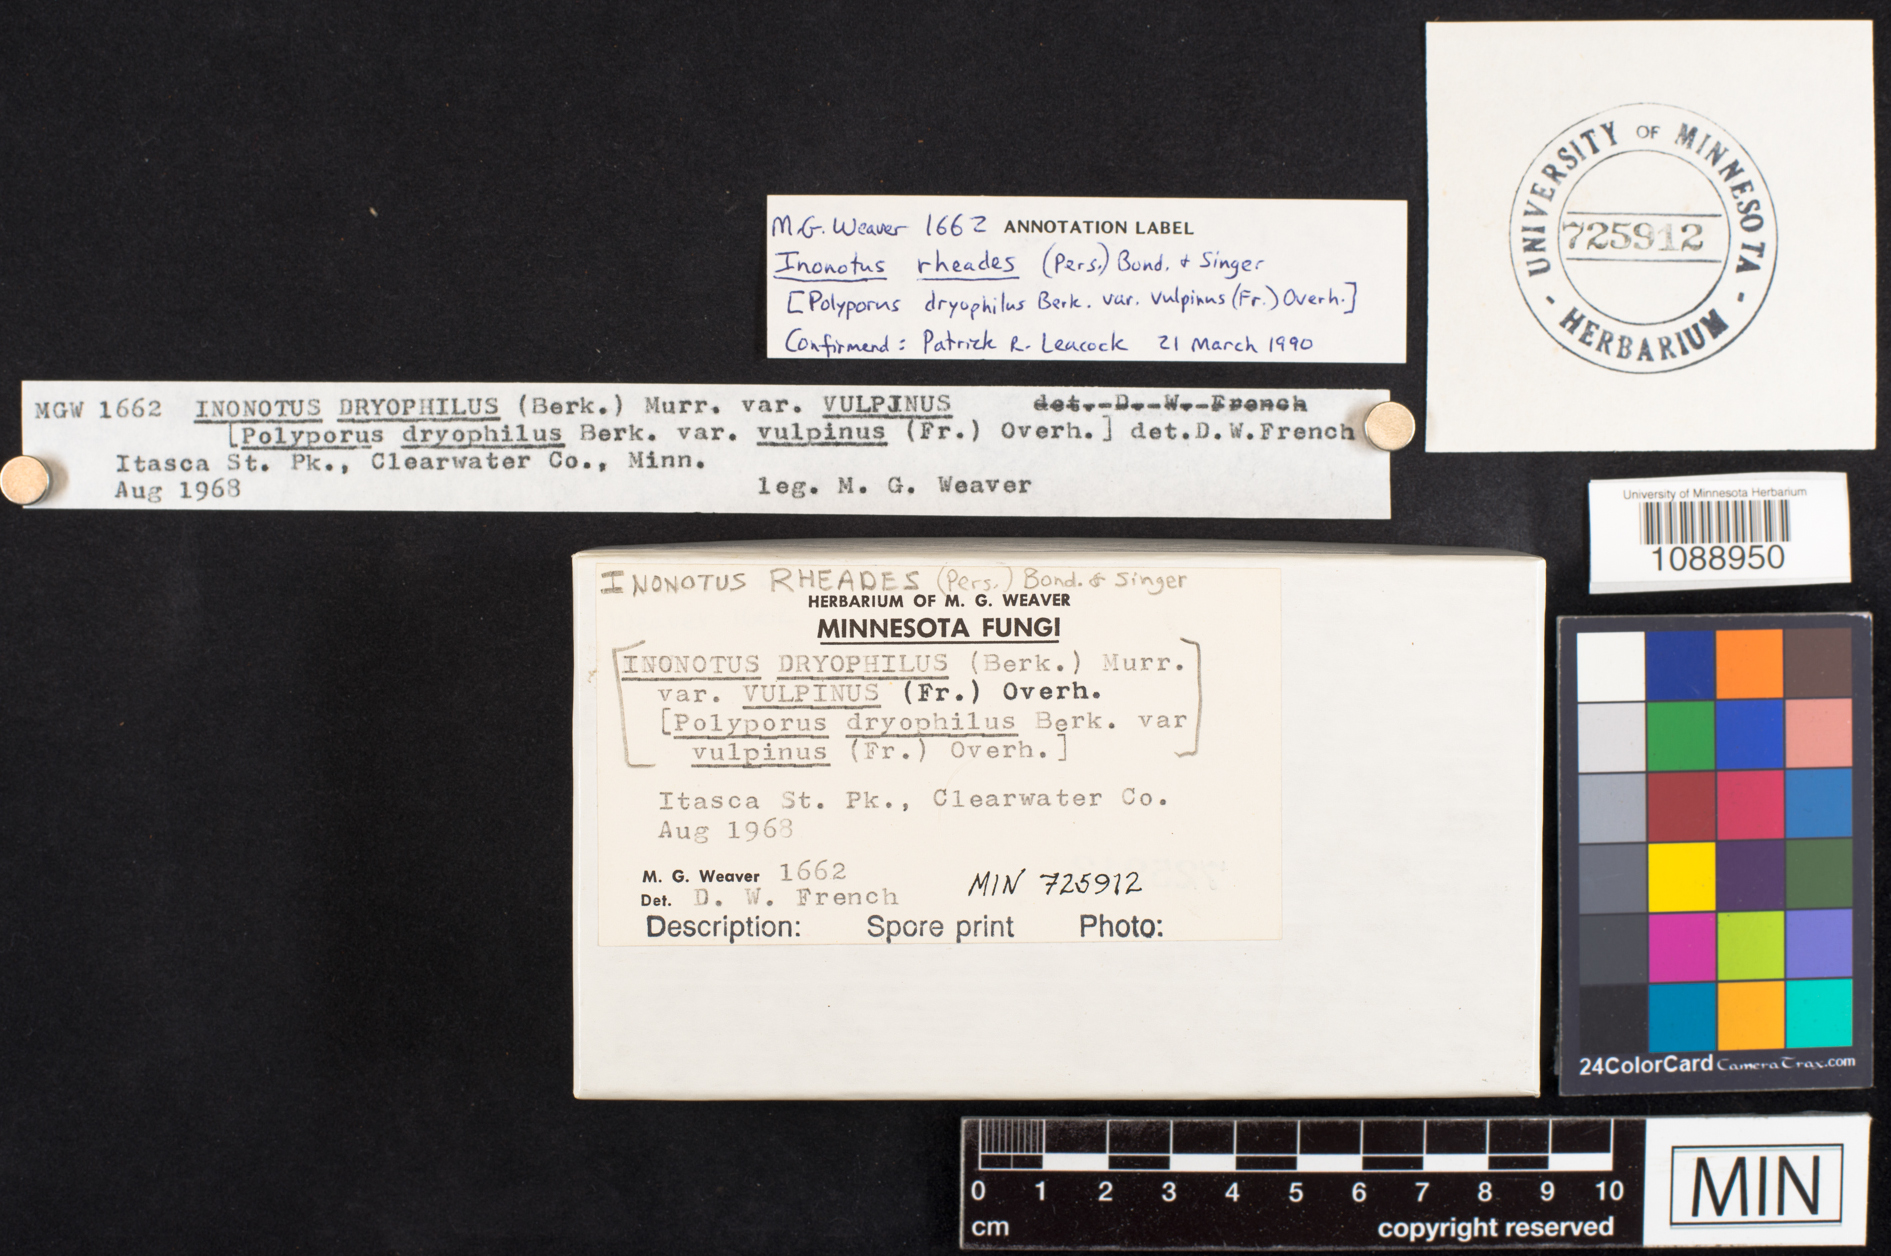 UNIVERSITY OF MINNESOTA
725912
- HERBARIUM -
M.G. Weaver 1662 ANNOTATION LABEL
Inonotus rheades (Pers.) Bond. & Singer
[Polyporus dryophilus Berk. var. vulpinus (Fr.) Overh.]
Confirmend: Patrick R. Leacock 21 March 1990
MGW 1662 INONOTUS DRYOPHILUS (Berk.) Murr. var. VULPINUS det. D. W. French
[Polyporus dryophilus Berk. var. vulpinus (Fr.) Overh.] det.D.W.French
Itasca St. Pk., Clearwater Co., Minn.
Aug 1968 leg. M. G. Weaver
University of Minnesota Herbarium
1088950
INONOTUS RHEADES (Pers.) Bond. & Singer
HERBARIUM OF M. G. WEAVER
MINNESOTA FUNGI
[INONOTUS DRYOPHILUS (Berk.) Murr.
var. VULPINUS (Fr.) Overh.
[Polyporus dryophilus Berk. var
vulpinus (Fr.) Overh.]]
Itasca St. Pk., Clearwater Co.
Aug 1968
M. G. Weaver 1662
Det. D. W. French
MIN 725912
Description: Spore print Photo:
24ColorCard CameraTrax.com
0 1 2 3 4 5 6 7 8 9 10
cm copyright reserved
MIN